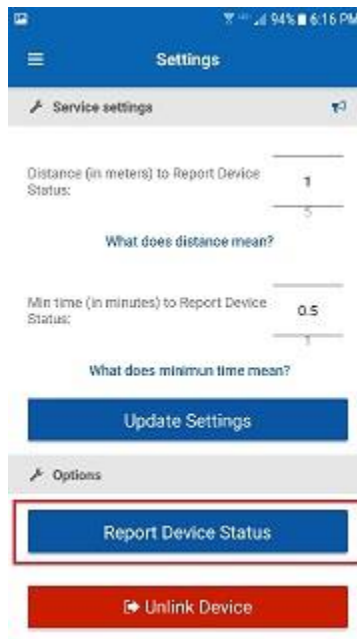 94% 6:16 PM
Settings
Service settings
Distance (in meters) to Report Device
Status:
1
5
What does distance mean?
Min time (in minutes) to Report Device
Status:
0.5
1
What does minimun time mean?
Update Settings
Options
Report Device Status
Unlink Device